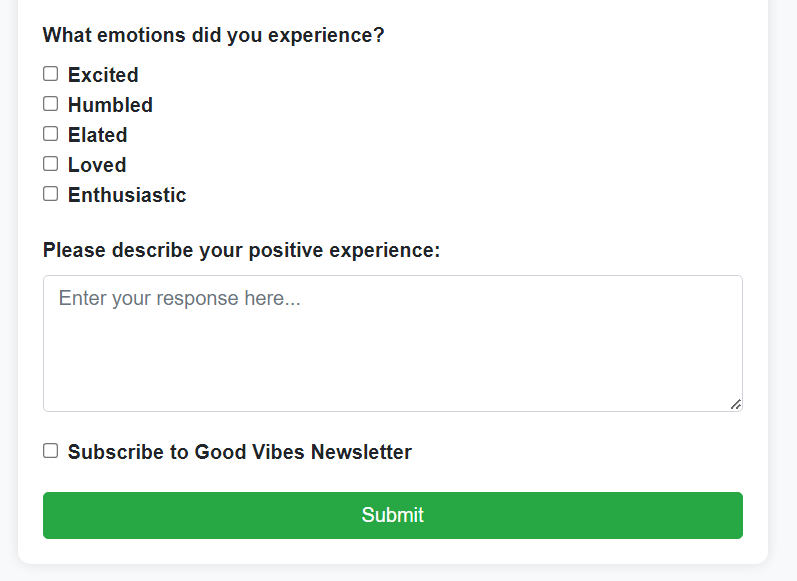 What emotions did you experience?
Excited
Humbled
Elated
Loved
Enthusiastic
Please describe your positive experience:
Enter your response here...
Subscribe to Good Vibes Newsletter
Submit